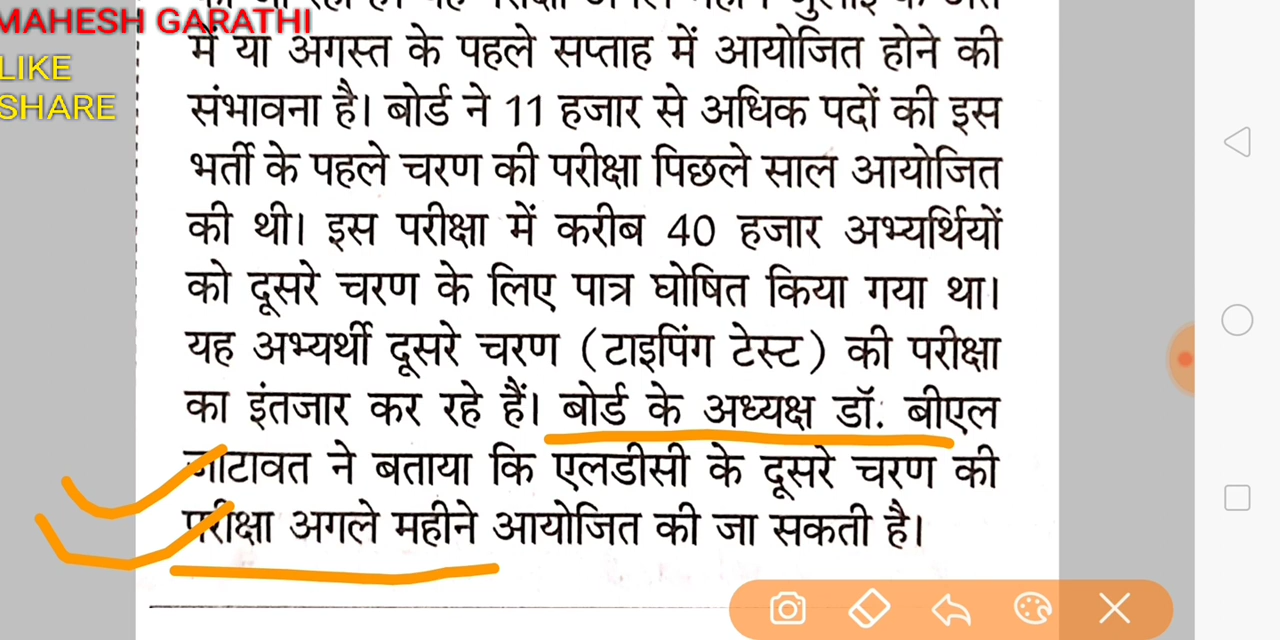 MAHESH GARATHI
LIKE
SHARE
में या अगस्त के पहले सप्ताह में आयोजित होने की
संभावना है। बोर्ड ने 11 हजार से अधिक पदों की इस
भर्ती के पहले चरण की परीक्षा पिछले साल आयोजित
की थी। इस परीक्षा में करीब 40 हजार अभ्यर्थियों
को दूसरे चरण के लिए पात्र घोषित किया गया था।
यह अभ्यर्थी दूसरे चरण (टाइपिंग टेस्ट) की परीक्षा
का इंतजार कर रहे हैं। बोर्ड के अध्यक्ष डॉ. बीएल
जाटावत ने बताया कि एलडीसी के दूसरे चरण की
परीक्षा अगले महीने आयोजित की जा सकती है।